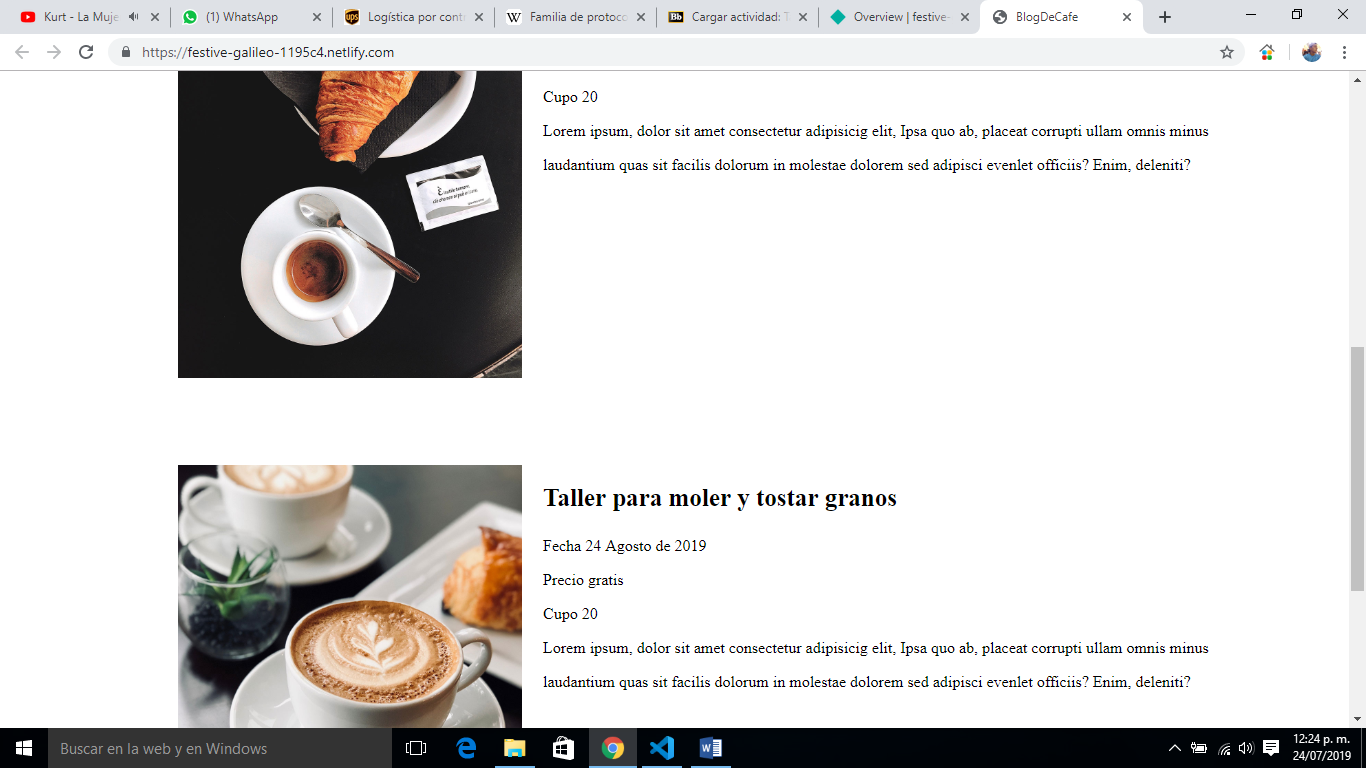 Kurt - La Muje
(1) WhatsApp
Logística por contr
Familia de protoco
Cargar actividad: T
Overview | festive-
BlogDeCafe
https://festive-galileo-1195c4.netlify.com
Cupo 20
Lorem ipsum, dolor sit amet consectetur adipisicig elit, Ipsa quo ab, placeat corrupti ullam omnis minus
laudantium quas sit facilis dolorum in molestae dolorem sed adipisci evenlet officiis? Enim, deleniti?
Taller para moler y tostar granos
Fecha 24 Agosto de 2019
Precio gratis
Cupo 20
Lorem ipsum, dolor sit amet consectetur adipisicig elit, Ipsa quo ab, placeat corrupti ullam omnis minus
laudantium quas sit facilis dolorum in molestae dolorem sed adipisci evenlet officiis? Enim, deleniti?
Buscar en la web y en Windows
12:24 p. m.
24/07/2019